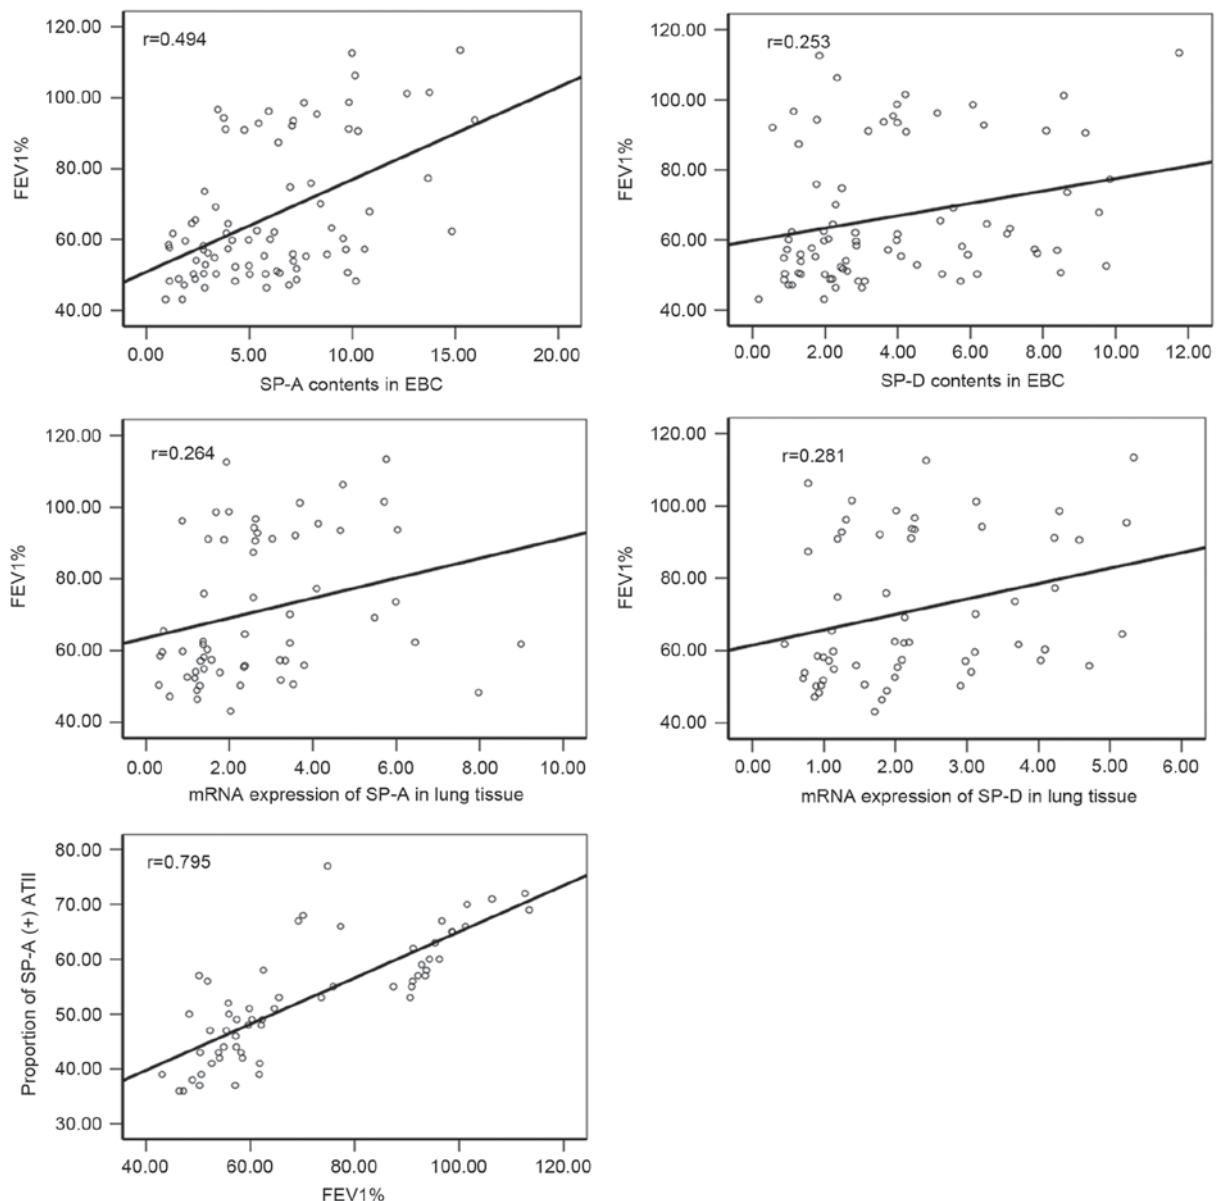 r=0.494
FEV1%
120.00
100.00
80.00
60.00
40.00
0.00 5.00 10.00 15.00 20.00
SP-A contents in EBC
r=0.253
FEV1%
120.00
100.00
80.00
60.00
40.00
0.00 2.00 4.00 6.00 8.00 10.00 12.00
SP-D contents in EBC
r=0.264
FEV1%
120.00
100.00
80.00
60.00
40.00
0.00 2.00 4.00 6.00 8.00 10.00
mRNA expression of SP-A in lung tissue
r=0.281
FEV1%
120.00
100.00
80.00
60.00
40.00
0.00 1.00 2.00 3.00 4.00 5.00 6.00
mRNA expression of SP-D in lung tissue
r=0.795
Proportion of SP-A (+) ATII
80.00
70.00
60.00
50.00
40.00
30.00
40.00 60.00 80.00 100.00 120.00
FEV1%